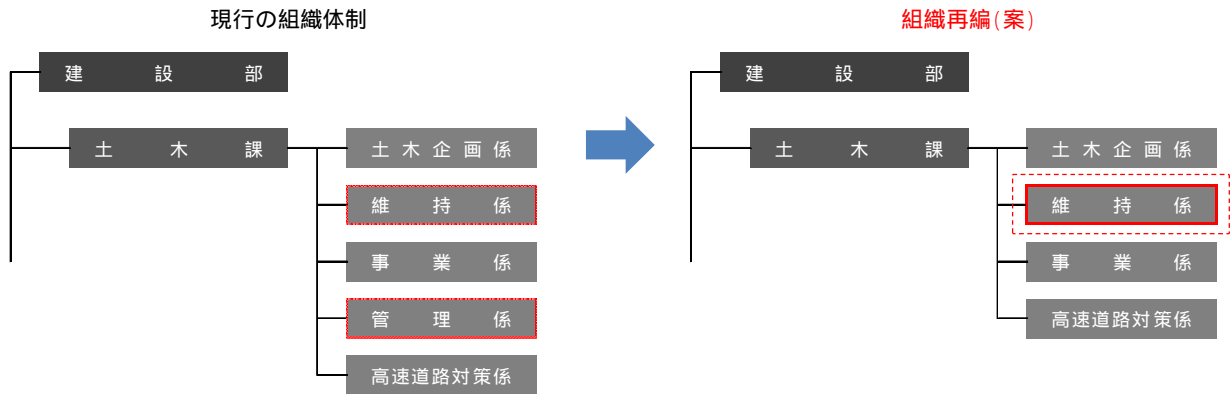 現行の組織体制
建設部
土木課
土木企画係
維持係
事業係
管理係
高速道路対策係
組織再編(案)
建設部
土木課
土木企画係
維持係
事業係
高速道路対策係